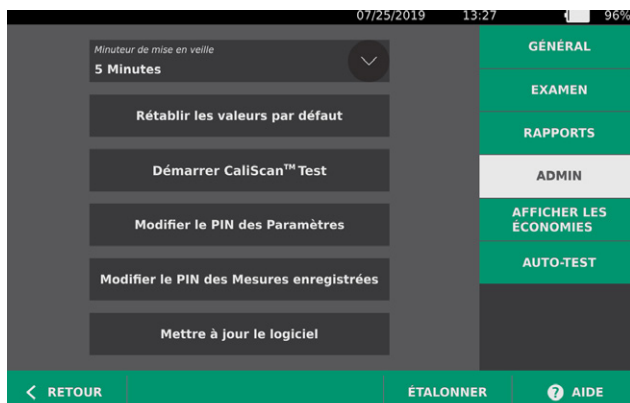 07/25/2019 13:27 96%
Minuteur de mise en veille
5 Minutes
Rétablir les valeurs par défaut
Démarrer CaliScan™ Test
Modifier le PIN des Paramètres
Modifier le PIN des Mesures enregistrées
Mettre à jour le logiciel
GÉNÉRAL
EXAMEN
RAPPORTS
ADMIN
AFFICHER LES
ÉCONOMIES
AUTO-TEST
RETOUR
ÉTALONNER
? AIDE